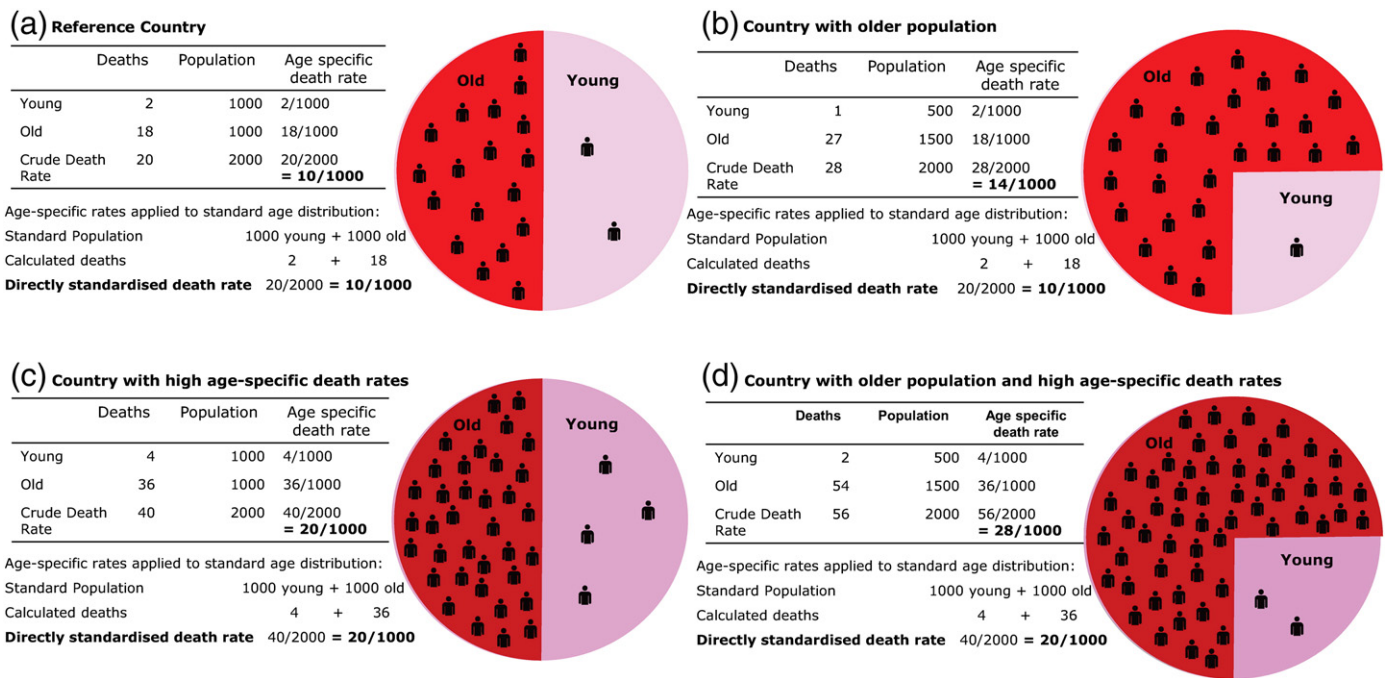 (a) Reference Country
Deaths Population Age specific
death rate
Young 2 1000 2/1000
Old 18 1000 18/1000
Crude Death 20 2000 20/2000
Rate = 10/1000
Age-specific rates applied to standard age distribution:
Standard Population 1000 young + 1000 old
Calculated deaths 2 + 18
Directly standardised death rate 20/2000 = 10/1000
Old
Young
(b) Country with older population
Deaths Population Age specific
death rate
Young 1 500 2/1000
Old 27 1500 18/1000
Crude Death 28 2000 28/2000
Rate = 14/1000
Age-specific rates applied to standard age distribution:
Standard Population 1000 young + 1000 old
Calculated deaths 2 + 18
Directly standardised death rate 20/2000 = 10/1000
Old
Young
(c) Country with high age-specific death rates
Deaths Population Age specific
death rate
Young 4 1000 4/1000
Old 36 1000 36/1000
Crude Death 40 2000 40/2000
Rate = 20/1000
Age-specific rates applied to standard age distribution:
Standard Population 1000 young + 1000 old
Calculated deaths 4 + 36
Directly standardised death rate 40/2000 = 20/1000
Old
Young
(d) Country with older population and high age-specific death rates
Deaths Population Age specific
death rate
Young 2 500 4/1000
Old 54 1500 36/1000
Crude Death 56 2000 56/2000
Rate = 28/1000
Age-specific rates applied to standard age distribution:
Standard Population 1000 young + 1000 old
Calculated deaths 4 + 36
Directly standardised death rate 40/2000 = 20/1000
Old
Young